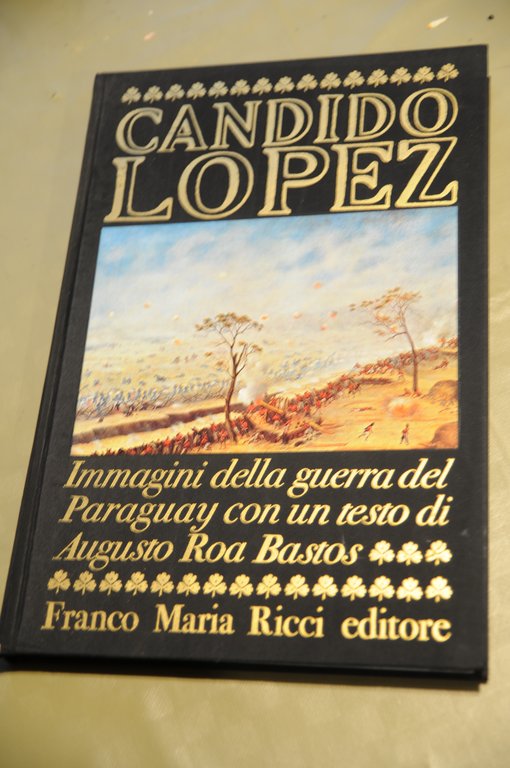 CANDIDO
LOPEZ
Immagini della guerra del
Paraguay con un testo di
Augusto Roa Bastos
Franco Maria Ricci editore